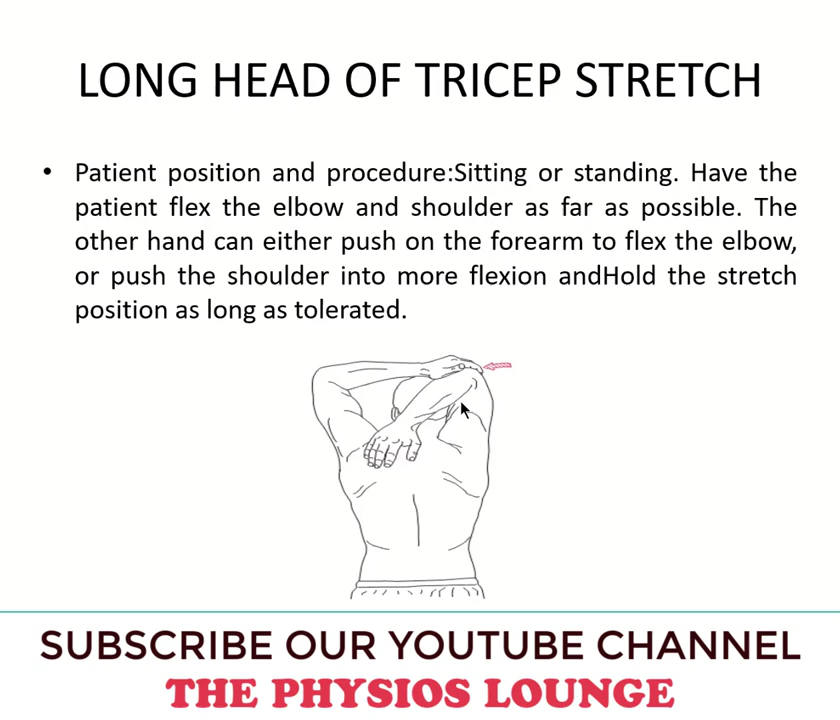 LONG HEAD OF TRICEP STRETCH
• Patient position and procedure:Sitting or standing. Have the
patient flex the elbow and shoulder as far as possible. The
other hand can either push on the forearm to flex the elbow,
or push the shoulder into more flexion andHold the stretch
position as long as tolerated.
SUBSCRIBE OUR YOUTUBE CHANNEL
THE PHYSIOS LOUNGE